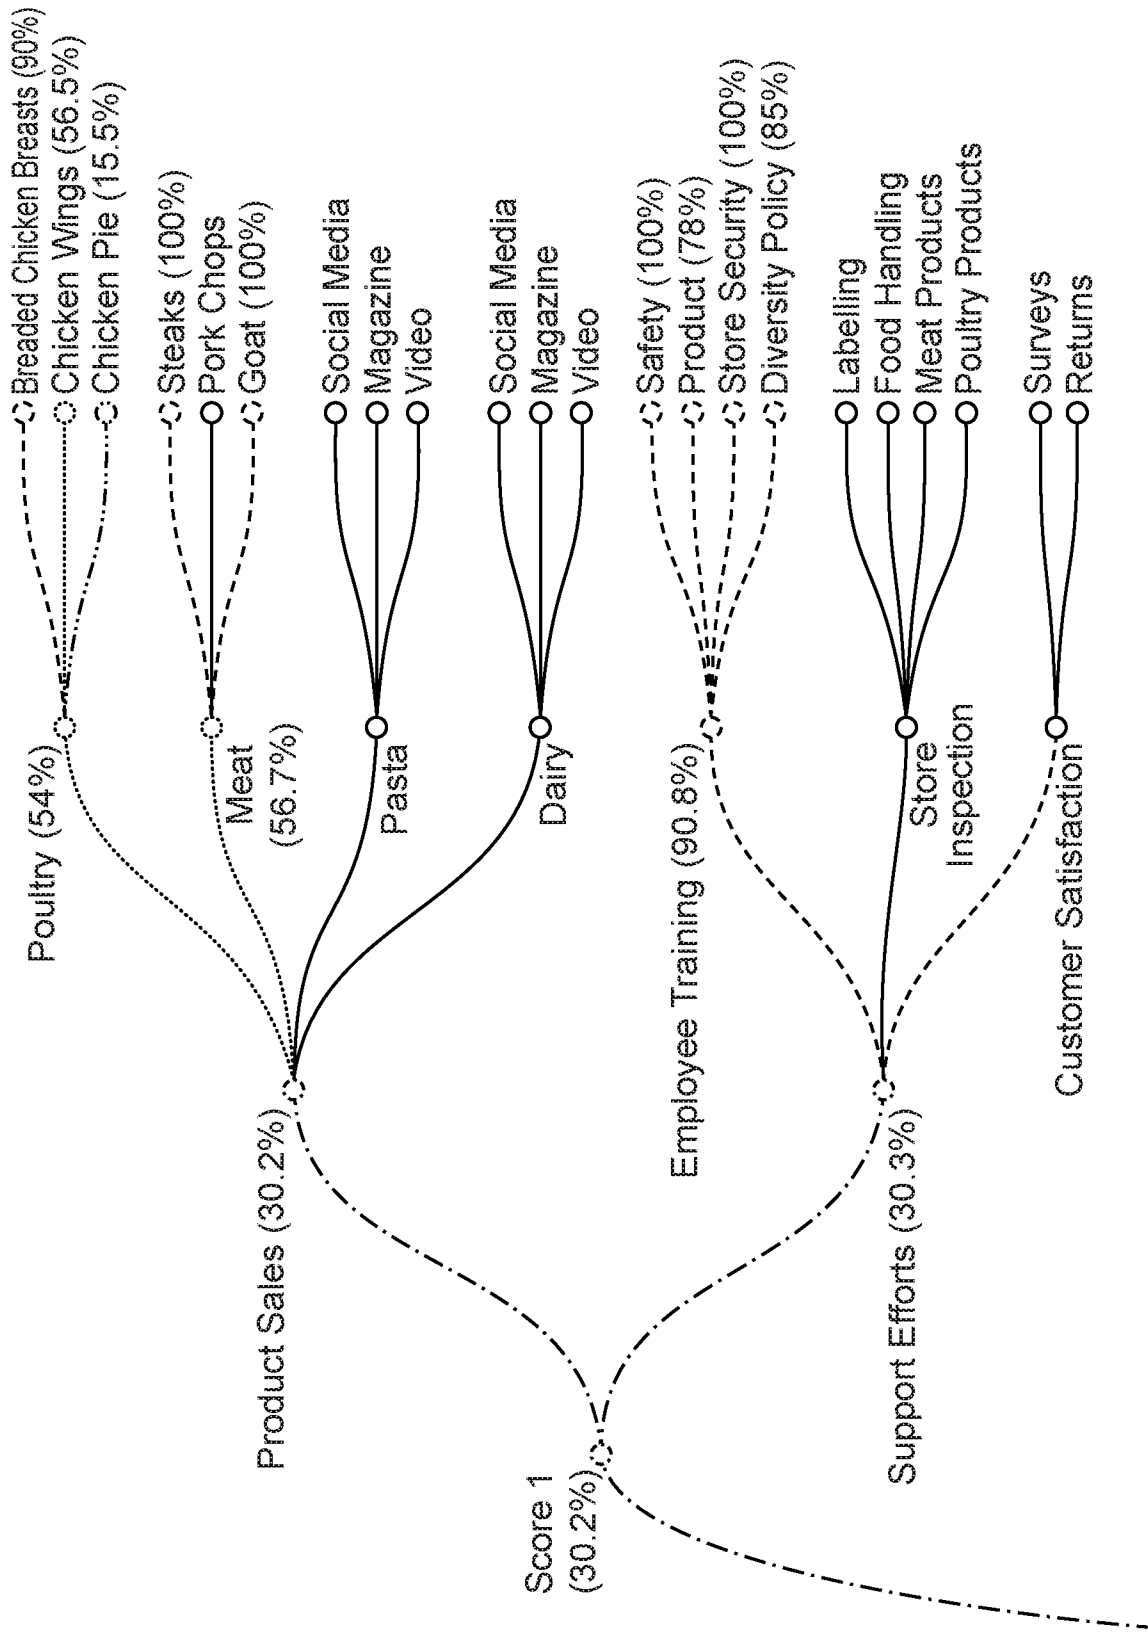 Score 1
(30.2%)
Product Sales (30.2%)
Poultry (54%)
Breaded Chicken Breasts (90%)
Chicken Wings (56.5%)
Chicken Pie (15.5%)
Meat
(56.7%)
Steaks (100%)
Pork Chops
Goat (100%)
Pasta
Social Media
Magazine
Video
Dairy
Social Media
Magazine
Video
Support Efforts (30.3%)
Employee Training (90.8%)
Safety (100%)
Product (78%)
Store Security (100%)
Diversity Policy (85%)
Store
Inspection
Labelling
Food Handling
Meat Products
Poultry Products
Customer Satisfaction
Surveys
Returns